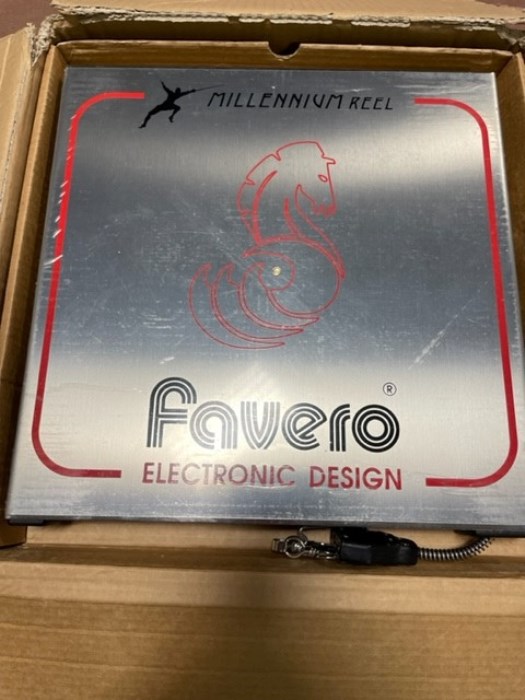 MILLENNIUM REEL
favero ®
ELECTRONIC DESIGN